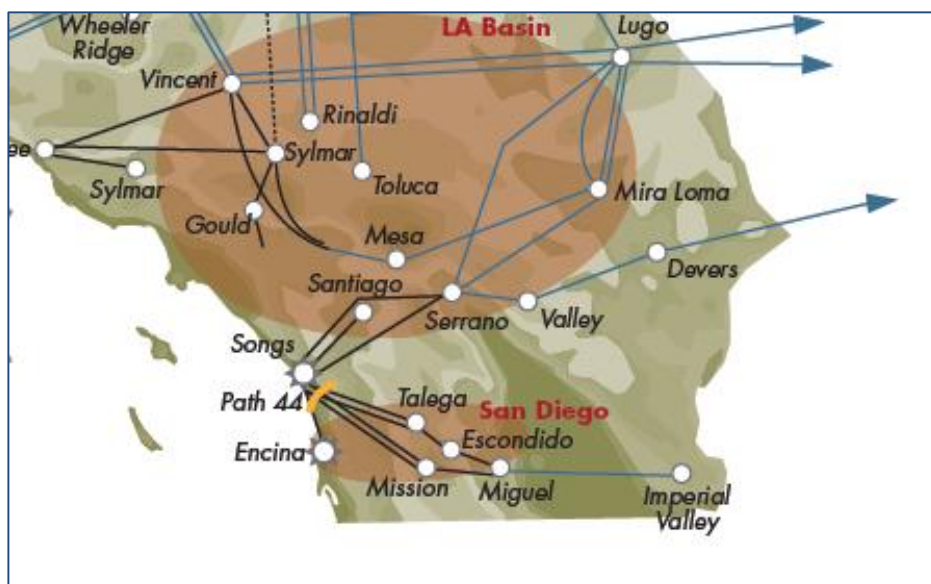 Wheeler
Ridge
LA Basin
Lugo
Vincent
Rinaldi
ee
Sylmar
Sylmar
Toluca
Mira Loma
Gould
Mesa
Devers
Santiago
Serrano
Valley
Songs
Path 44
Talega
San Diego
Escondido
Encina
Mission
Miguel
Imperial
Valley